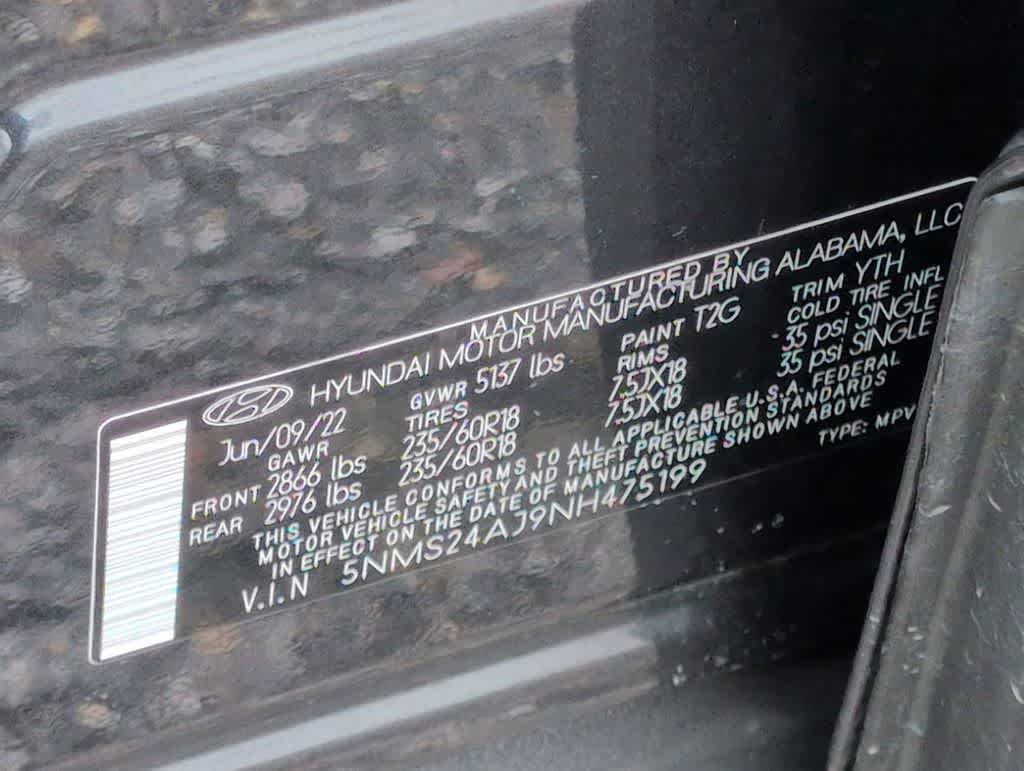 MANUFACTURED BY
HYUNDAI MOTOR MANUFACTURING ALABAMA, LLC
Jun/09/22 GVWR 5137 lbs PAINT T2G TRIM YTH
GAWR TIRES RIMS COLD TIRE INFL
FRONT 2866 lbs 235/60R18 7.5JX18 35 psi SINGLE
REAR 2976 lbs 235/60R18 7.5JX18 35 psi SINGLE
THIS VEHICLE CONFORMS TO ALL APPLICABLE U.S.A. FEDERAL
MOTOR VEHICLE SAFETY AND THEFT PREVENTION STANDARDS
IN EFFECT ON THE DATE OF MANUFACTURE SHOWN ABOVE
V.I.N 5NMS24AJ9NH475199 TYPE: MPV